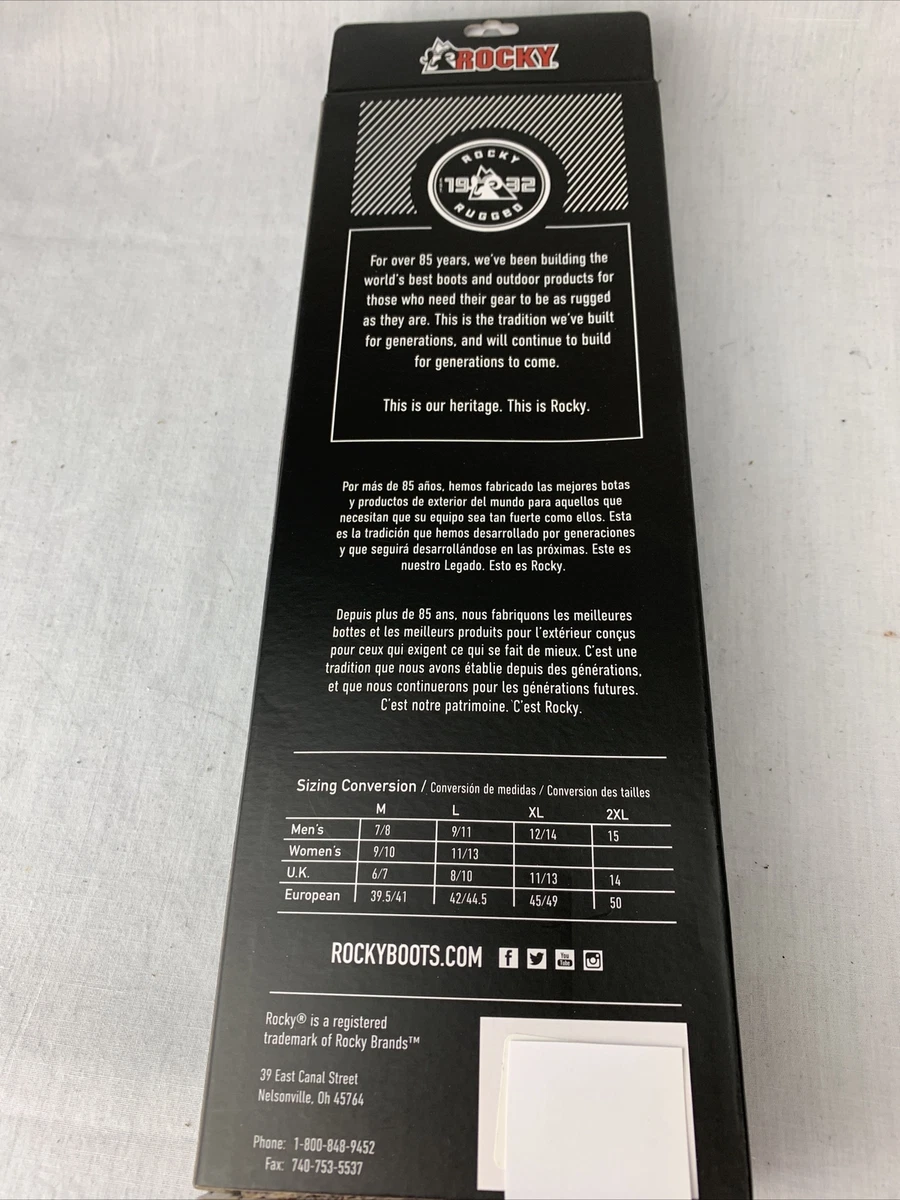 ROCKY
ROCKY
1932
RUGGED
For over 85 years, we've been building the
world's best boots and outdoor products for
those who need their gear to be as rugged
as they are. This is the tradition we've built
for generations, and will continue to build
for generations to come.
This is our heritage. This is Rocky.
Por más de 85 años, hemos fabricado las mejores botas
y productos de exterior del mundo para aquellos que
necesitan que su equipo sea tan fuerte como ellos. Esta
es la tradición que hemos desarrollado por generaciones
y que seguirá desarrollándose en las próximas. Este es
nuestro Legado. Esto es Rocky.
Depuis plus de 85 ans, nous fabriquons les meilleures
bottes et les meilleurs produits pour l'extérieur conçus
pour ceux qui exigent ce qui se fait de mieux. C'est une
tradition que nous avons établie depuis des générations,
et que nous continuerons pour les générations futures.
C'est notre patrimoine. C'est Rocky.
Sizing Conversion / Conversión de medidas / Conversion des tailles
M L XL 2XL
Men's 7/8 9/11 12/14 15
Women's 9/10 11/13
U.K. 6/7 8/10 11/13 14
European 39.5/41 42/44.5 45/49 50
ROCKYBOOTS.COM f You Tube
Rocky® is a registered
trademark of Rocky Brands™
39 East Canal Street
Nelsonville, Oh 45764
Phone: 1-800-848-9452
Fax: 740-753-5537